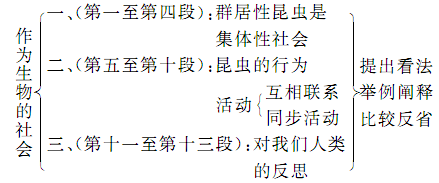 作为生物的社会
一、(第一至第四段):群居性昆虫是
集体性社会
二、(第五至第十段):昆虫的行为
活动
互相联系
同步活动
三、(第十一至第十三段):对我们人类
的反思
提出看法
举例阐释
比较反省